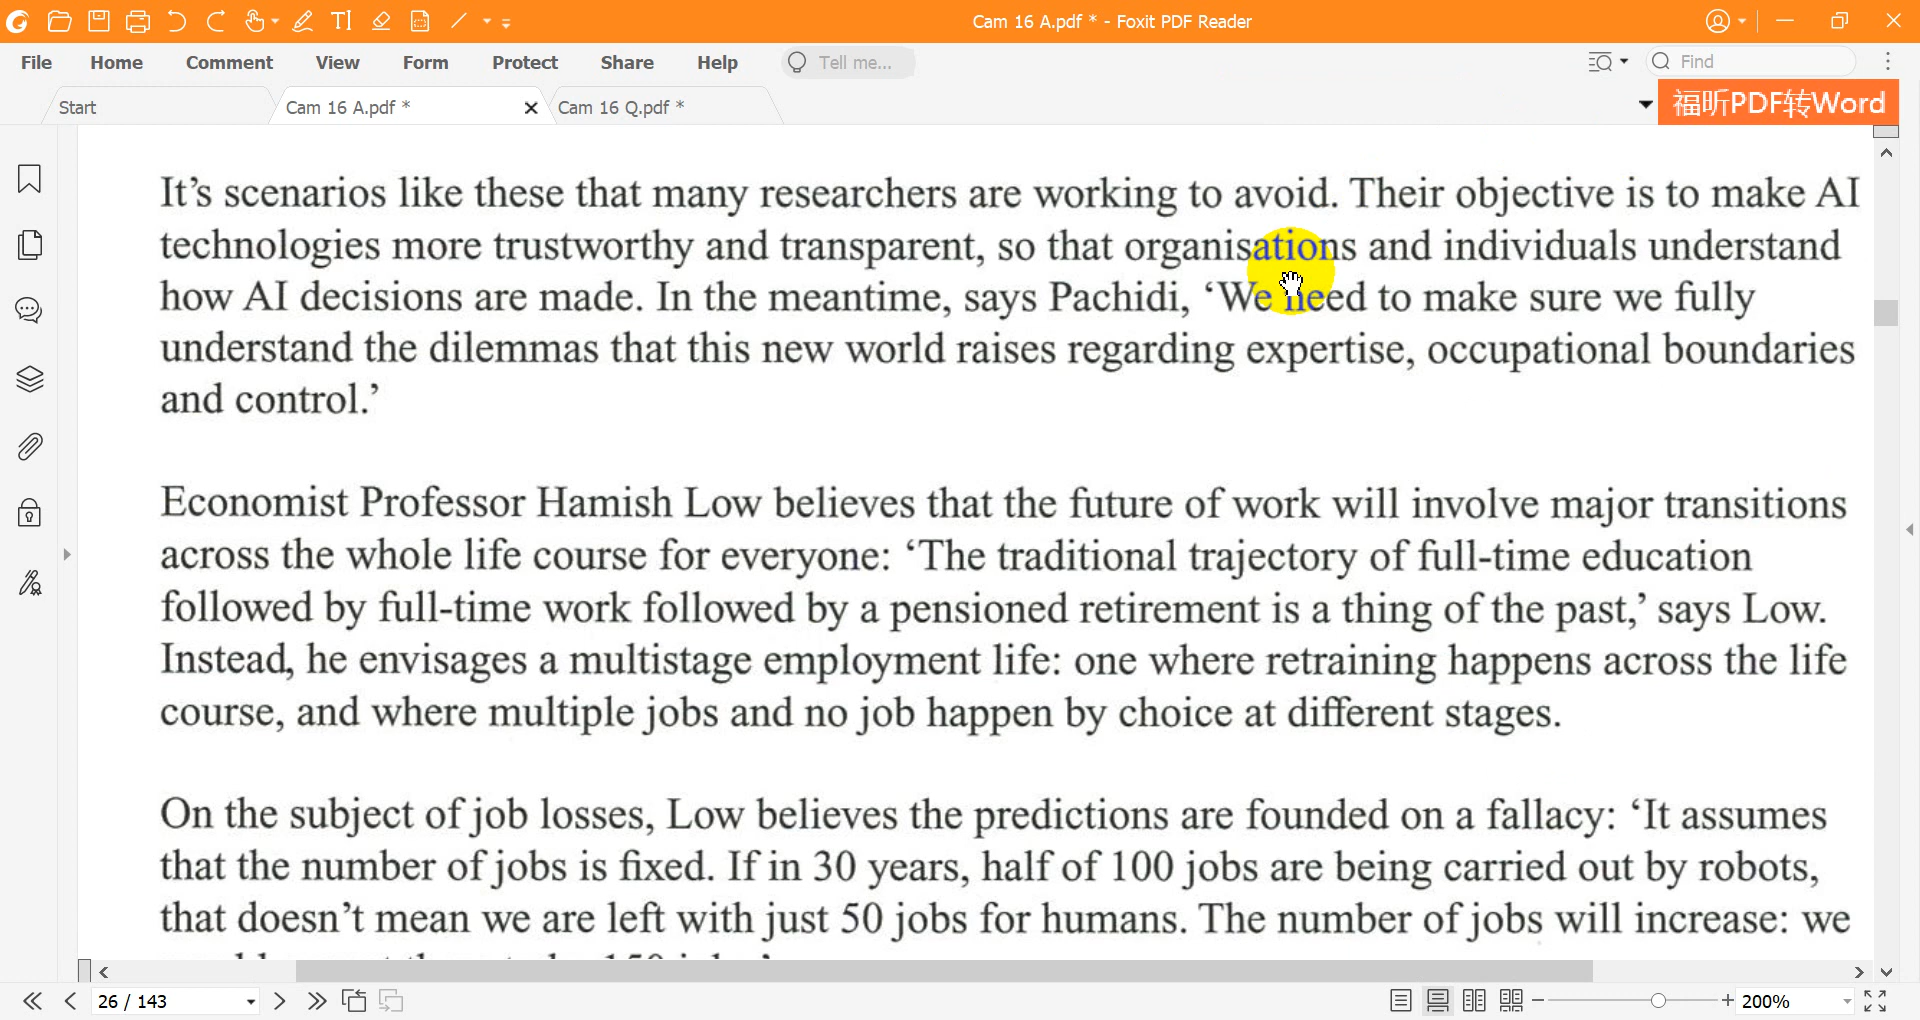 Cam 16 A.pdf * - Foxit PDF Reader
File Home Comment View Form Protect Share Help Tell me... Find
Start Cam 16 A.pdf * Cam 16 Q.pdf * 福昕PDF转Word
It's scenarios like these that many researchers are working to avoid. Their objective is to make AI
technologies more trustworthy and transparent, so that organisations and individuals understand
how AI decisions are made. In the meantime, says Pachidi, ‘We need to make sure we fully
understand the dilemmas that this new world raises regarding expertise, occupational boundaries
and control.’
Economist Professor Hamish Low believes that the future of work will involve major transitions
across the whole life course for everyone: ‘The traditional trajectory of full-time education
followed by full-time work followed by a pensioned retirement is a thing of the past,’ says Low.
Instead, he envisages a multistage employment life: one where retraining happens across the life
course, and where multiple jobs and no job happen by choice at different stages.
On the subject of job losses, Low believes the predictions are founded on a fallacy: ‘It assumes
that the number of jobs is fixed. If in 30 years, half of 100 jobs are being carried out by robots,
that doesn't mean we are left with just 50 jobs for humans. The number of jobs will increase: we
26 / 143 200%